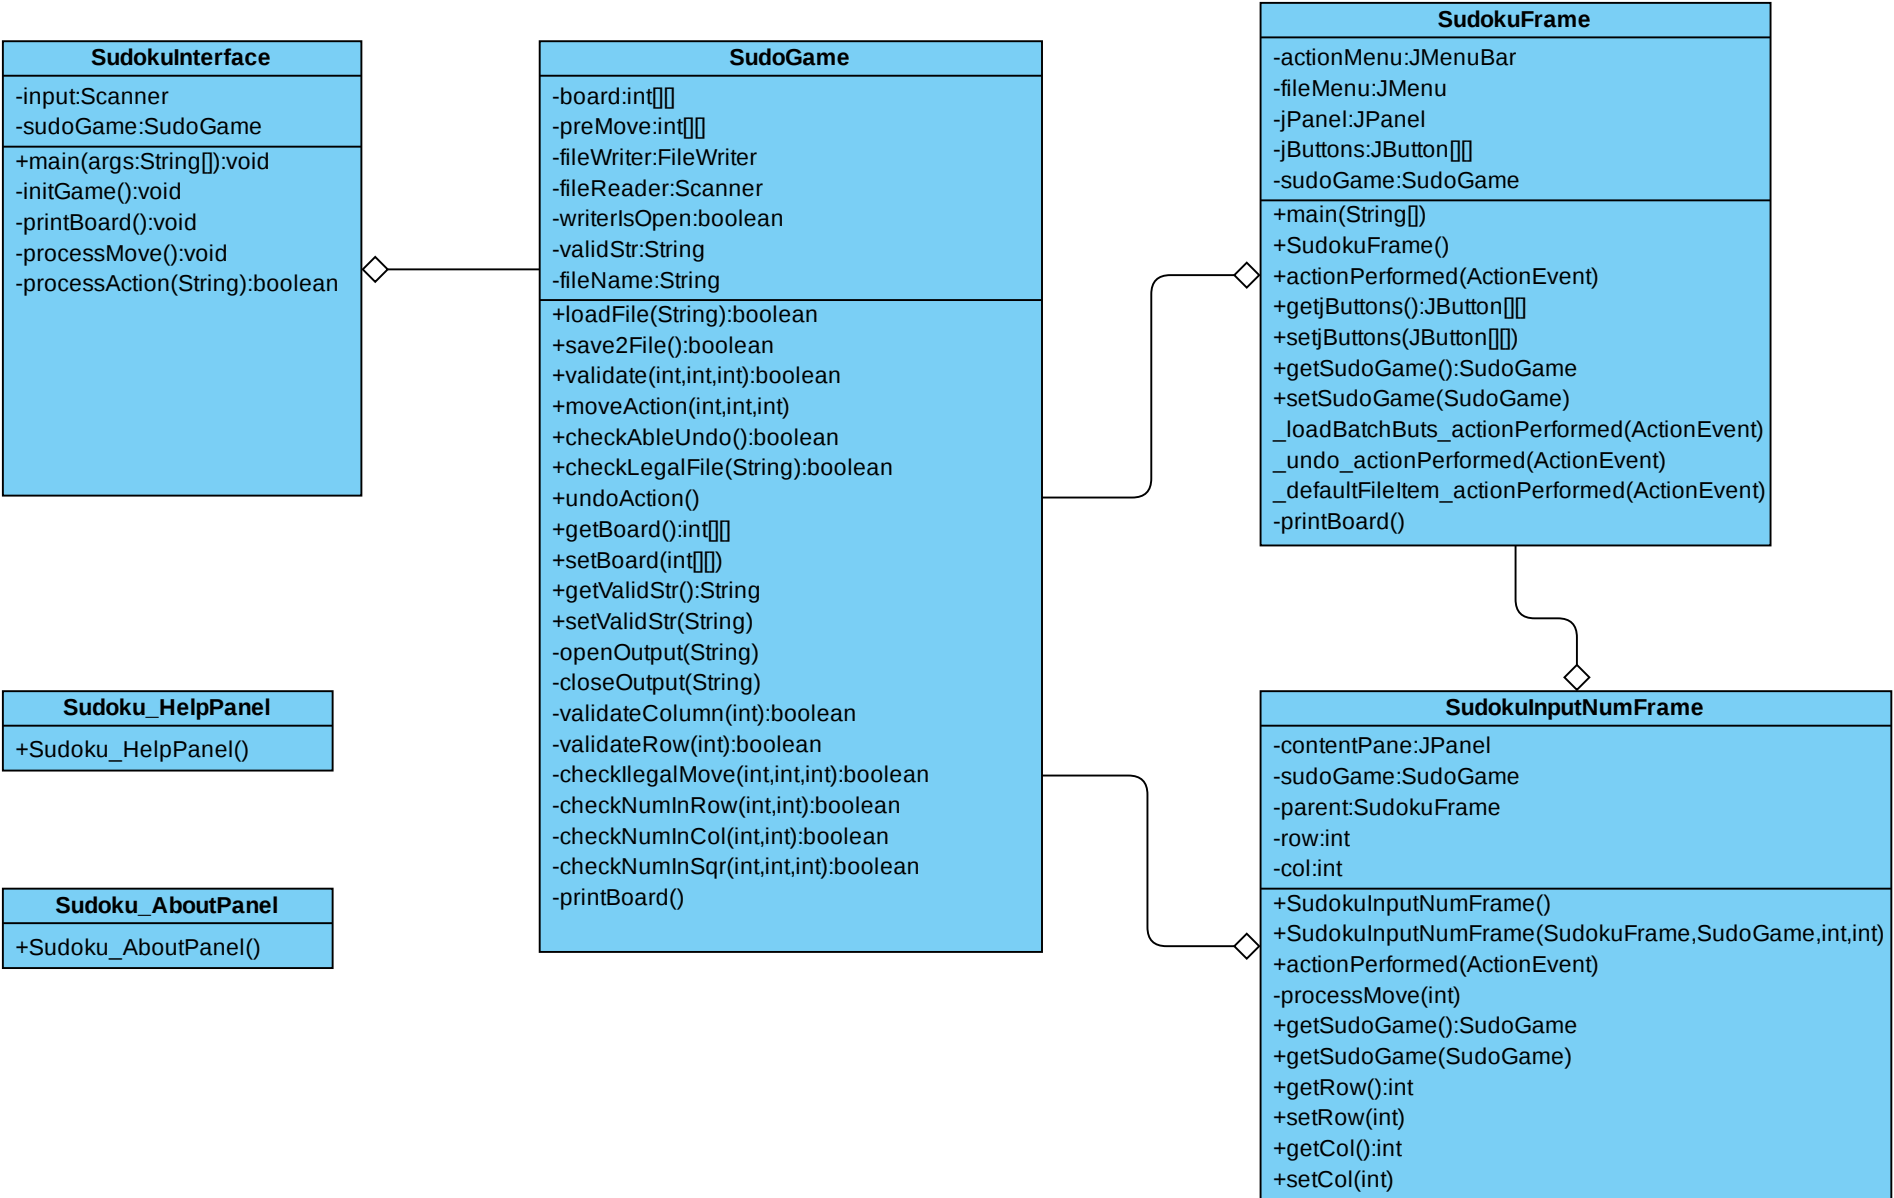 SudokuInterface
-input:Scanner
-sudoGame:SudoGame
+main(args:String[]):void
-initGame():void
-printBoard():void
-processMove():void
-processAction(String):boolean
SudoGame
-board:int[][]
-preMove:int[][]
-fileWriter:FileWriter
-fileReader:Scanner
-writerIsOpen:boolean
-validStr:String
-fileName:String
+loadFile(String):boolean
+save2File():boolean
+validate(int,int,int):boolean
+moveAction(int,int,int)
+checkAbleUndo():boolean
+checkLegalFile(String):boolean
+undoAction()
+getBoard():int[][]
+setBoard(int[][])
+getValidStr():String
+setValidStr(String)
-openOutput(String)
-closeOutput(String)
-validateColumn(int):boolean
-validateRow(int):boolean
-checkIlegalMove(int,int,int):boolean
-checkNumInRow(int,int):boolean
-checkNumInCol(int,int):boolean
-checkNumInSqr(int,int,int):boolean
-printBoard()
SudokuFrame
-actionMenu:JMenuBar
-fileMenu:JMenu
-jPanel:JPanel
-jButtons:JButton[][]
-sudoGame:SudoGame
+main(String[])
+SudokuFrame()
+actionPerformed(ActionEvent)
+getjButtons():JButton[][]
+setjButtons(JButton[][])
+getSudoGame():SudoGame
+setSudoGame(SudoGame)
_loadBatchButs_actionPerformed(ActionEvent)
_undo_actionPerformed(ActionEvent)
_defaultFileItem_actionPerformed(ActionEvent)
-printBoard()
Sudoku_HelpPanel
+Sudoku_HelpPanel()
Sudoku_AboutPanel
+Sudoku_AboutPanel()
SudokuInputNumFrame
-contentPane:JPanel
-sudoGame:SudoGame
-parent:SudokuFrame
-row:int
-col:int
+SudokuInputNumFrame()
+SudokuInputNumFrame(SudokuFrame,SudoGame,int,int)
+actionPerformed(ActionEvent)
-processMove(int)
+getSudoGame():SudoGame
+getSudoGame(SudoGame)
+getRow():int
+setRow(int)
+getCol():int
+setCol(int)